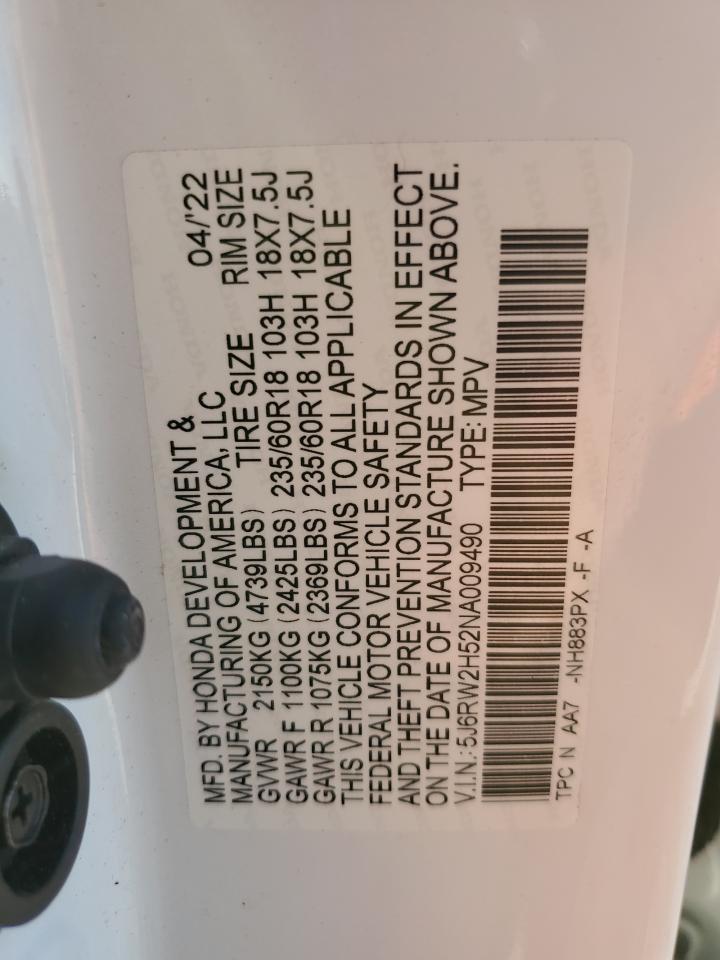 MFD. BY HONDA DEVELOPMENT & 04/'22
MANUFACTURING OF AMERICA, LLC
GVWR 2150KG (4739LBS) TIRE SIZE RIM SIZE
GAWR F 1100KG (2425LBS) 235/60R18 103H 18X7.5J
GAWR R 1075KG (2369LBS) 235/60R18 103H 18X7.5J
THIS VEHICLE CONFORMS TO ALL APPLICABLE
FEDERAL MOTOR VEHICLE SAFETY
AND THEFT PREVENTION STANDARDS IN EFFECT
ON THE DATE OF MANUFACTURE SHOWN ABOVE.
V.I.N.: 5J6RW2H52NA009490 TYPE: MPV
TPC N AA7 -NH883PX -F -A